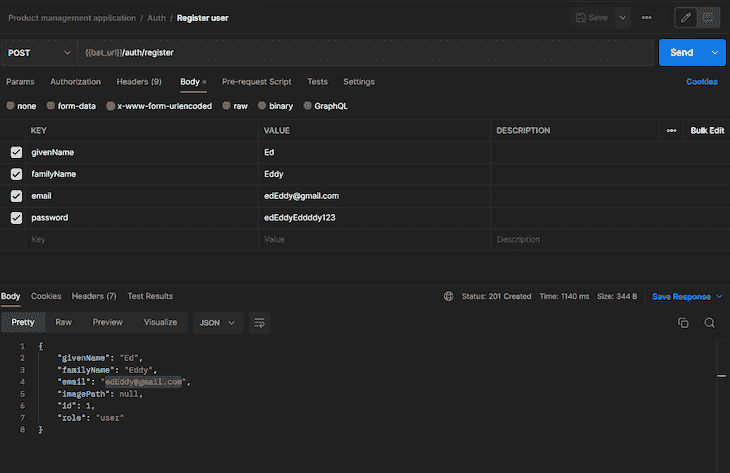 Product management application / Auth / Register user
Save
POST
{{bal_url}}/auth/register
Send
Params Authorization Headers (9) Body Pre-request Script Tests Settings Cookies
none form-data x-www-form-urlencoded raw binary GraphQL
KEY VALUE DESCRIPTION Bulk Edit
givenName Ed
familyName Eddy
email edEddy@gmail.com
password edEddyEddddy123
Key Value Description
Body Cookies Headers (7) Test Results Status: 201 Created Time: 1140 ms Size: 344 B Save Response
Pretty Raw Preview Visualize JSON
1 {
2 "givenName": "Ed",
3 "familyName": "Eddy",
4 "email": "edEddy@gmail.com",
5 "imagePath": null,
6 "id": 1,
7 "role": "user"
8 }